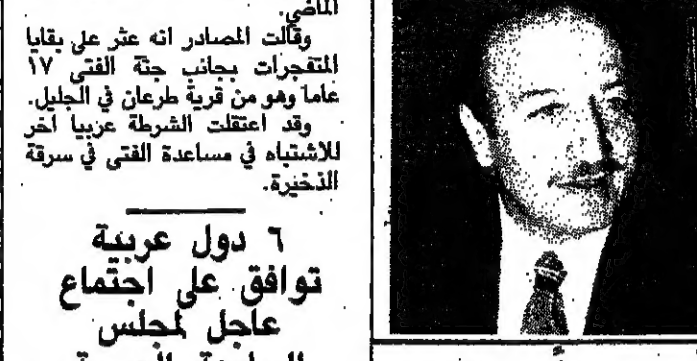 الماضي.
وقالت المصادر انه عثر على بقايا
المتفجرات بجانب جثة الفتى ١٧
عاما وهو من قرية طرعان في الجليل.
وقد اعتقلت الشرطة عربيا اخر
للاشتباه في مساعدة الفتى في سرقة
الذخيرة.
٦ دول عربية
توافق على اجتماع
عاجل لمجلس